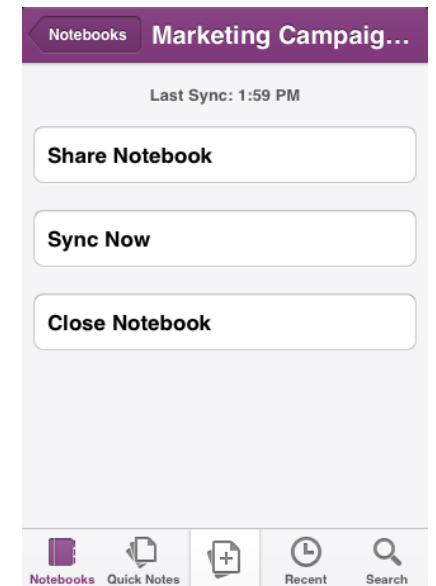 Notebooks Marketing Campaig...
Last Sync: 1:59 PM
Share Notebook
Sync Now
Close Notebook
Notebooks Quick Notes Recent Search